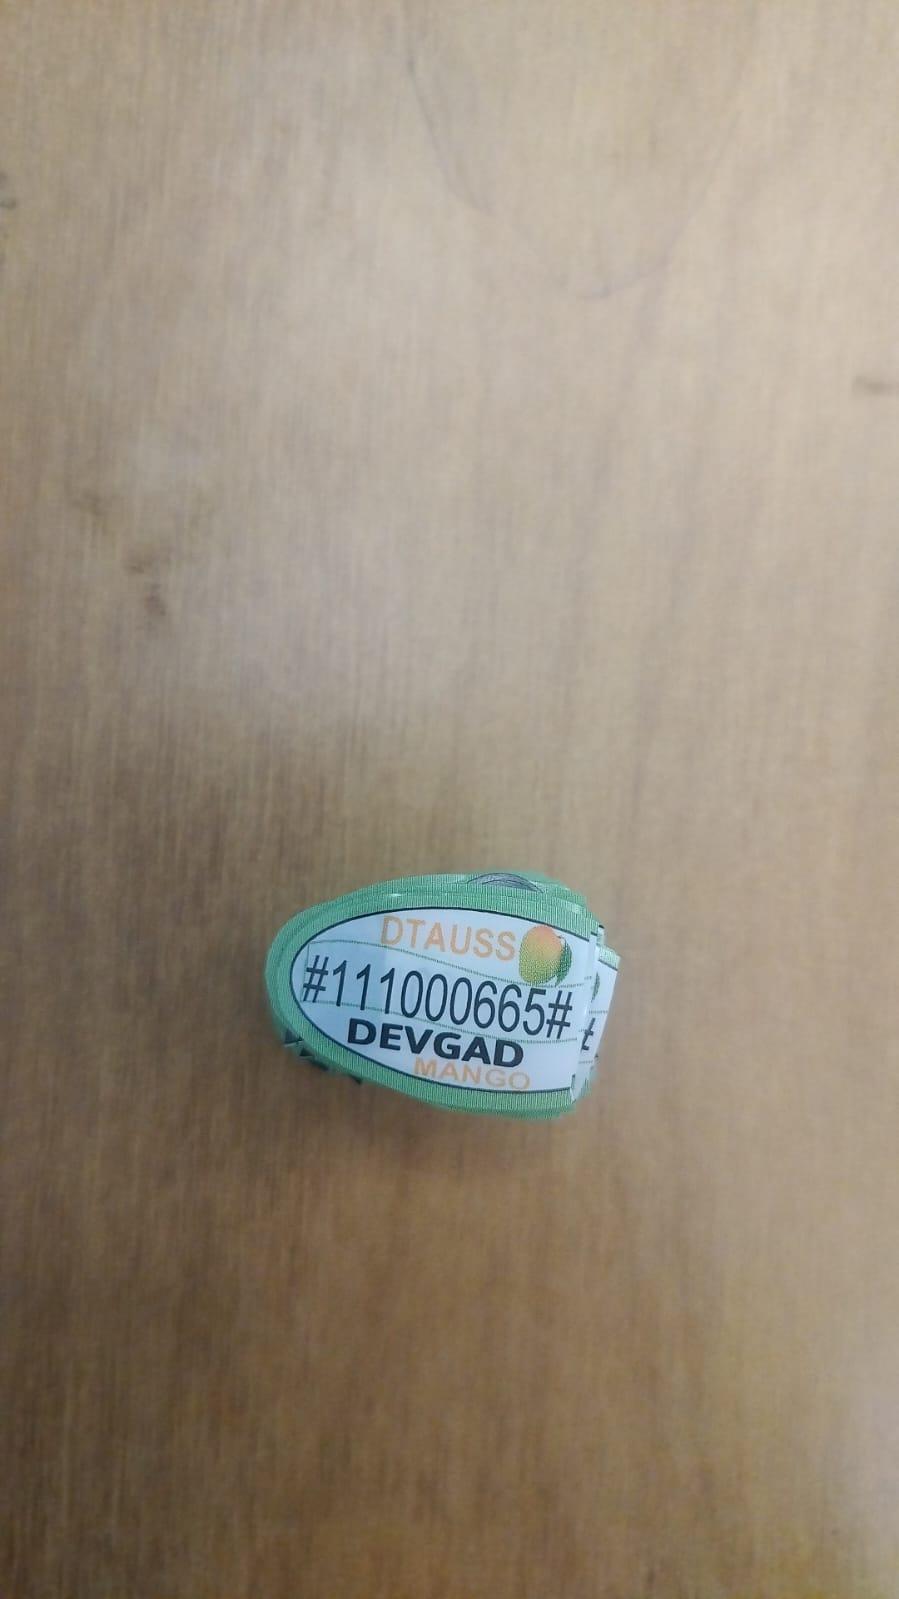 DTAUSS
#111000665#
DEVGAD
MANGO